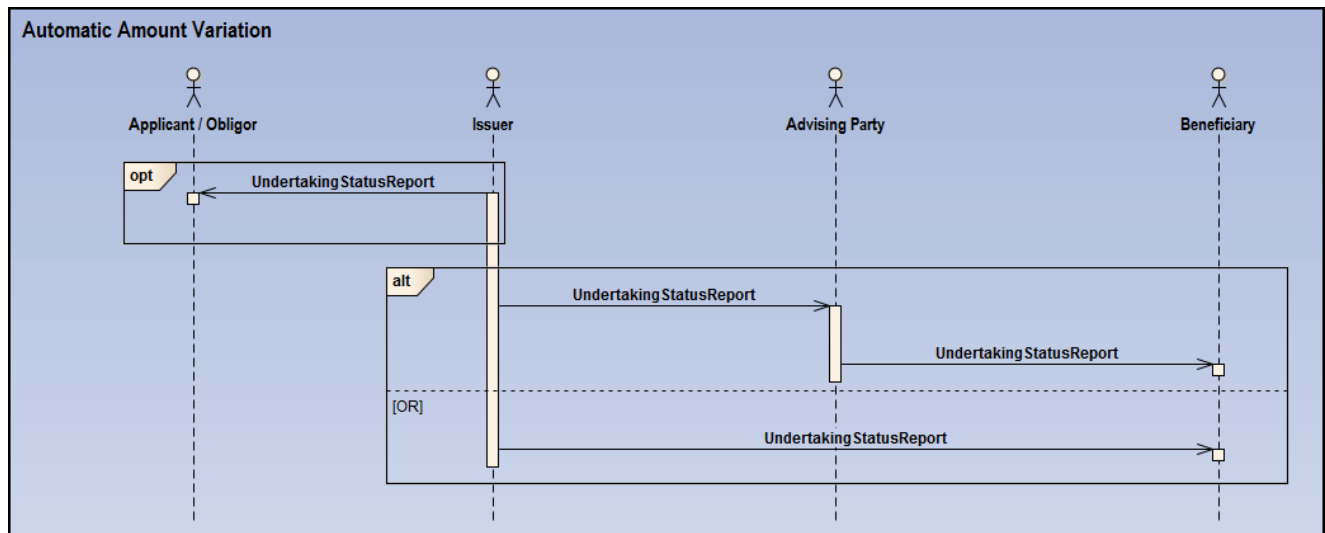 Automatic Amount Variation
Applicant / Obligor
Issuer
Advising Party
Beneficiary
opt
UndertakingStatusReport
alt
UndertakingStatusReport
UndertakingStatusReport
[OR]
UndertakingStatusReport